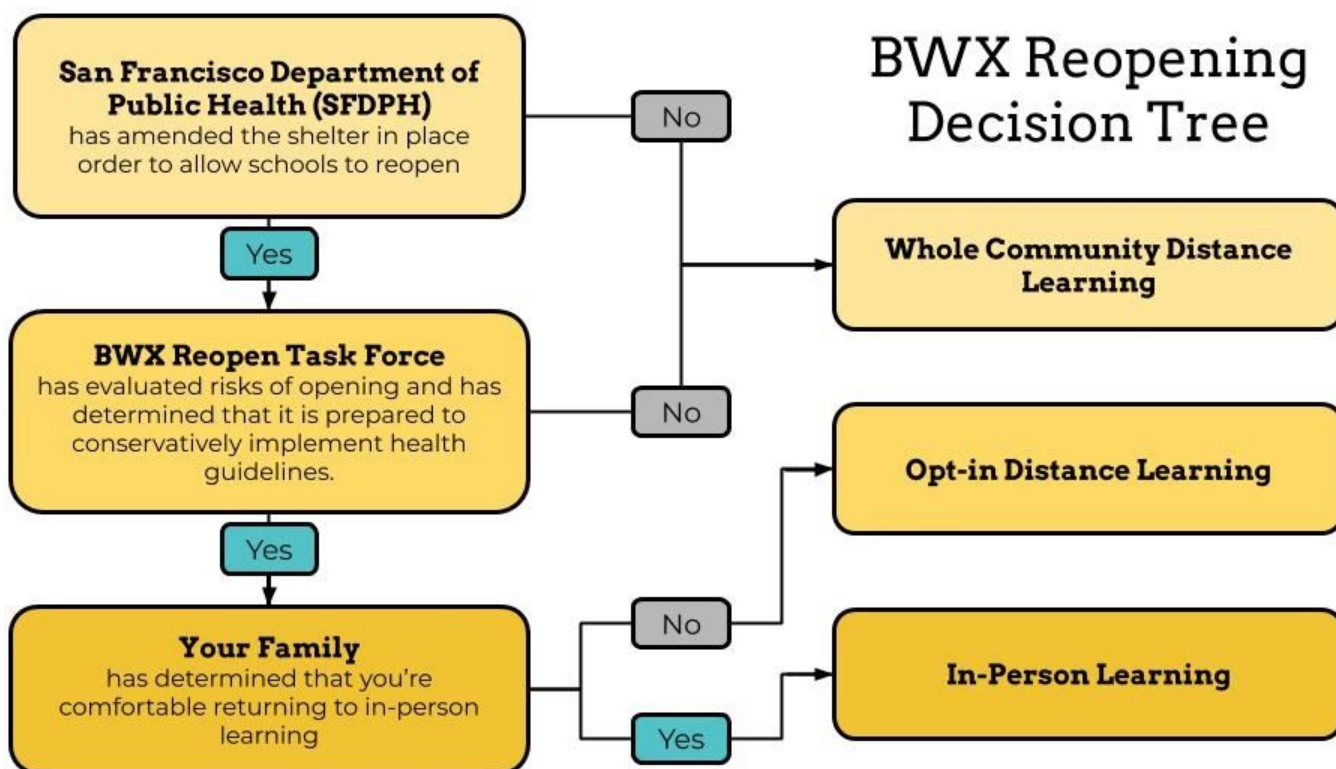 BWX Reopening
Decision Tree
San Francisco Department of
Public Health (SFDPH)
has amended the shelter in place
order to allow schools to reopen
No
Yes
Whole Community Distance
Learning
BWX Reopen Task Force
has evaluated risks of opening and has
determined that it is prepared to
conservatively implement health
guidelines.
No
Yes
Opt-in Distance Learning
Your Family
has determined that you’re
comfortable returning to in-person
learning
No
Yes
In-Person Learning